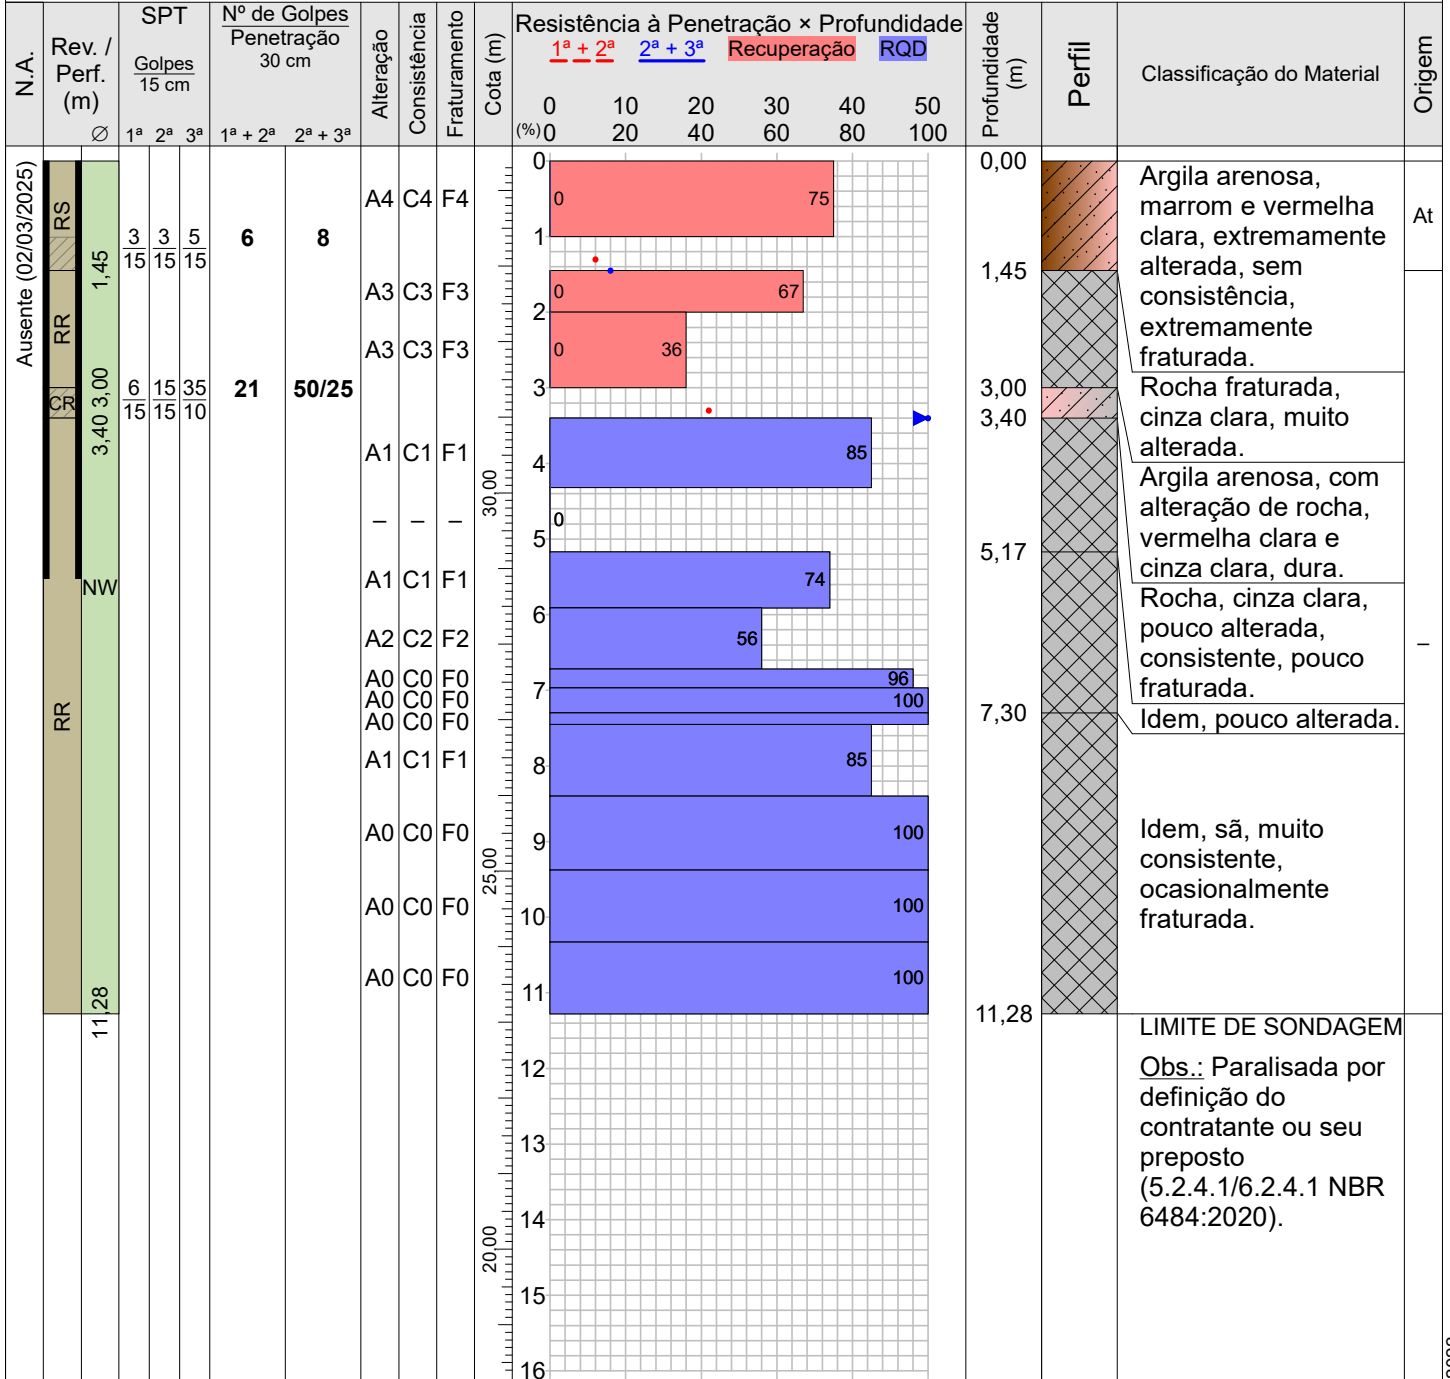 N.A.
Rev. /
Perf.
(m)
∅
SPT
Golpes
15 cm
1ª 2ª 3ª
Nº de Golpes
Penetração
30 cm
1ª + 2ª 2ª + 3ª
Alteração
Consistência
Fraturamento
Cota (m)
Resistência à Penetração × Profundidade
1ª + 2ª 2ª + 3ª Recuperação RQD
0 10 20 30 40 50
(%) 0 20 40 60 80 100
Profundidade
(m)
Perfil
Classificação do Material
Origem
Ausente (02/03/2025)
RS
RR
CR
RR
1,45
3,00
3,40
NW
11,28
3 3 5
15 15 15
6 8
6 15 35
15 15 10
21 50/25
A4 C4 F4
A3 C3 F3
A3 C3 F3
A1 C1 F1
– – –
A1 C1 F1
A2 C2 F2
A0 C0 F0
A0 C0 F0
A0 C0 F0
A1 C1 F1
A0 C0 F0
A0 C0 F0
A0 C0 F0
30,00
25,00
20,00
0
1
2
3
4
5
6
7
8
9
10
11
12
13
14
15
16
0 75
0 67
0 36
85
0
74
56
96
100
85
100
100
100
0,00
1,45
3,00
3,40
5,17
7,30
11,28
Argila arenosa,
marrom e vermelha
clara, extremamente
alterada, sem
consistência,
extremamente
fraturada.
Rocha fraturada,
cinza clara, muito
alterada.
Argila arenosa, com
alteração de rocha,
vermelha clara e
cinza clara, dura.
Rocha, cinza clara,
pouco alterada,
consistente, pouco
fraturada.
Idem, pouco alterada.
Idem, sã, muito
consistente,
ocasionalmente
fraturada.
LIMITE DE SONDAGEM
Obs.: Paralisada por
definição do
contratante ou seu
preposto
(5.2.4.1/6.2.4.1 NBR
6484:2020).
At
–